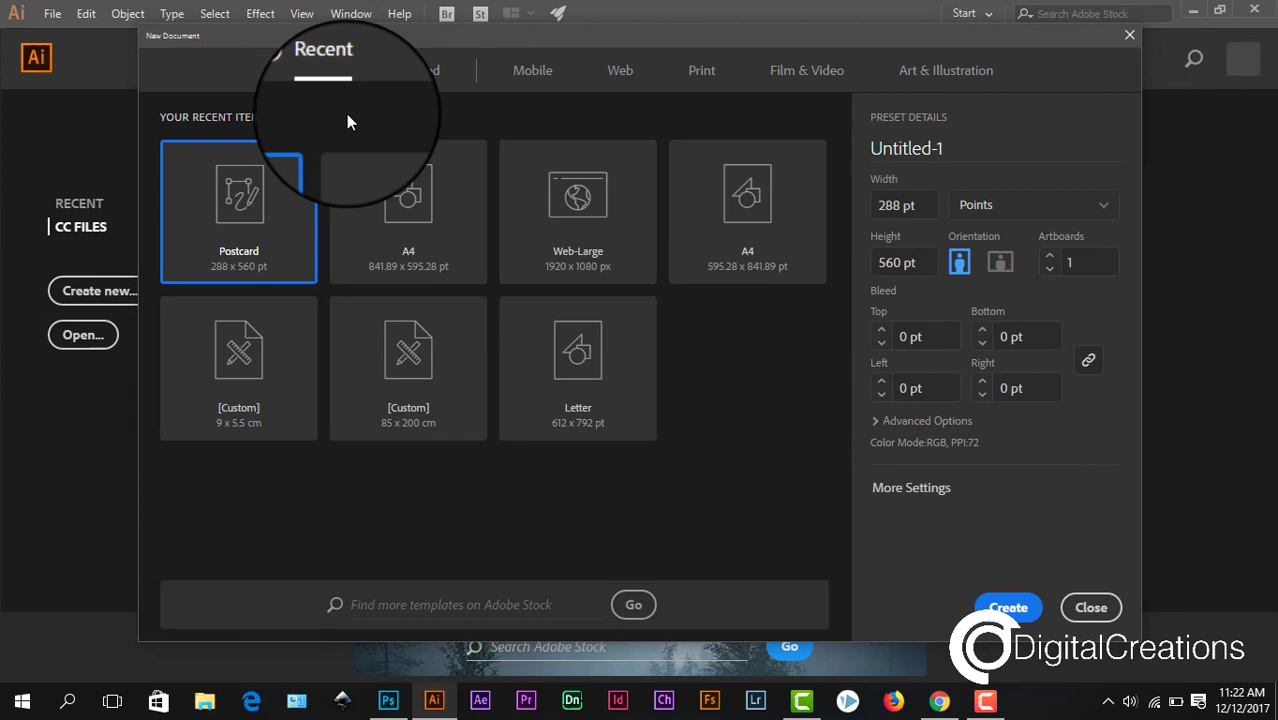 Ai File Edit Object Type Select Effect View Window Help Br St Start Search Adobe Stock
New Document
Ai Recent Mobile Web Print Film & Video Art & Illustration
YOUR RECENT PRESET DETAILS
Untitled-1
Width
288 pt Points
Height Orientation Artboards
560 pt 1
Bleed
Top Bottom
0 pt 0 pt
Left Right
0 pt 0 pt
Advanced Options
Color Mode:RGB, PPI:72
More Settings
RECENT
CC FILES
Create new...
Open...
Postcard
288 x 560 pt
A4
841.89 x 595.28 pt
Web-Large
1920 x 1080 px
A4
595.28 x 841.89 pt
[Custom]
9 x 5.5 cm
[Custom]
85 x 200 cm
Letter
612 x 792 pt
Find more templates on Adobe Stock Go
Create Close
Search Adobe Stock Go
DigitalCreations
Ps Ai Ae Pr Dn Id Ch Fs Lr C C
11:22 AM
12/12/2017